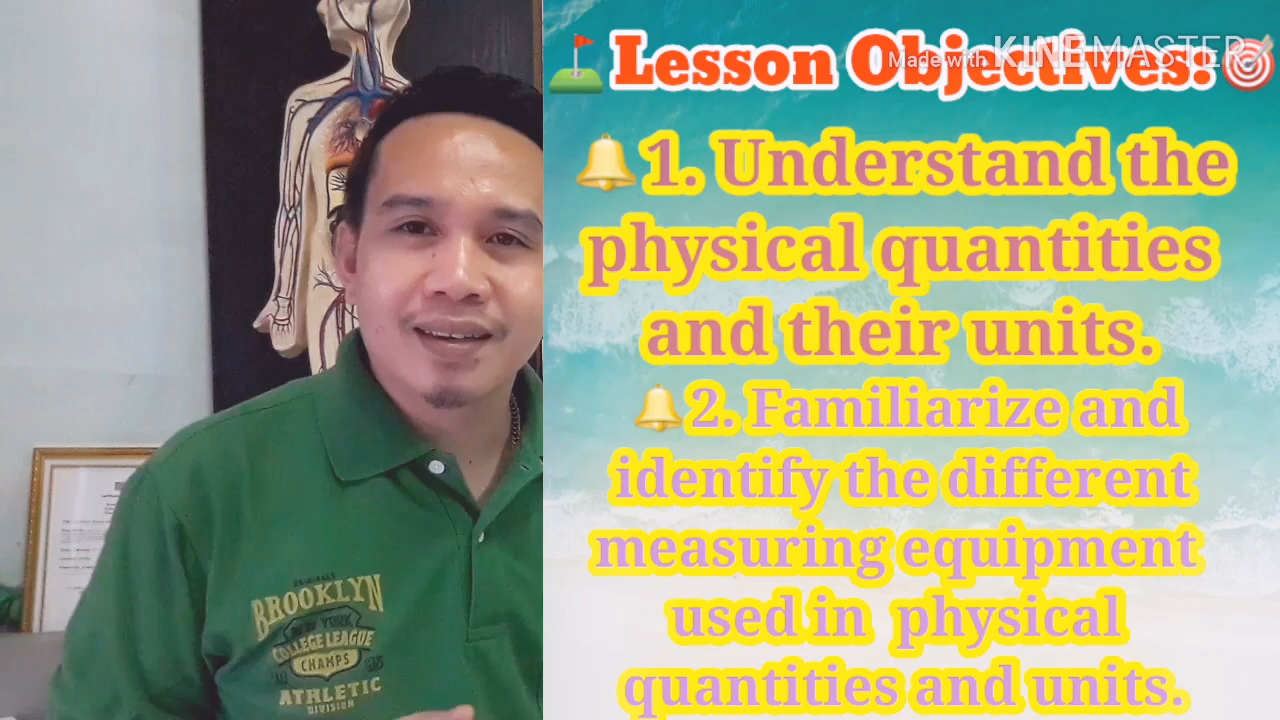 Lesson Objectives:
Made with KINEMASTER
1. Understand the
physical quantities
and their units.
2. Familiarize and
identify the different
measuring equipment
used in physical
quantities and units.
ORIGINALS
BROOKLYN
NEW YORK
COLLEGE LEAGUE
CHAMPS
ATHLETIC
DIVISION